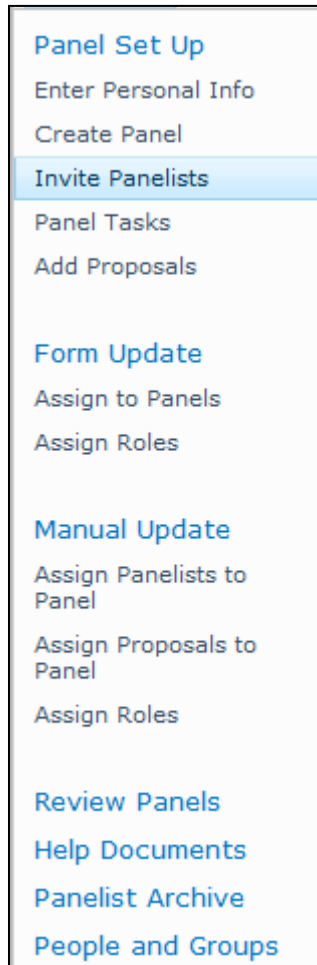 Panel Set Up
Enter Personal Info
Create Panel
Invite Panelists
Panel Tasks
Add Proposals
Form Update
Assign to Panels
Assign Roles
Manual Update
Assign Panelists to
Panel
Assign Proposals to
Panel
Assign Roles
Review Panels
Help Documents
Panelist Archive
People and Groups